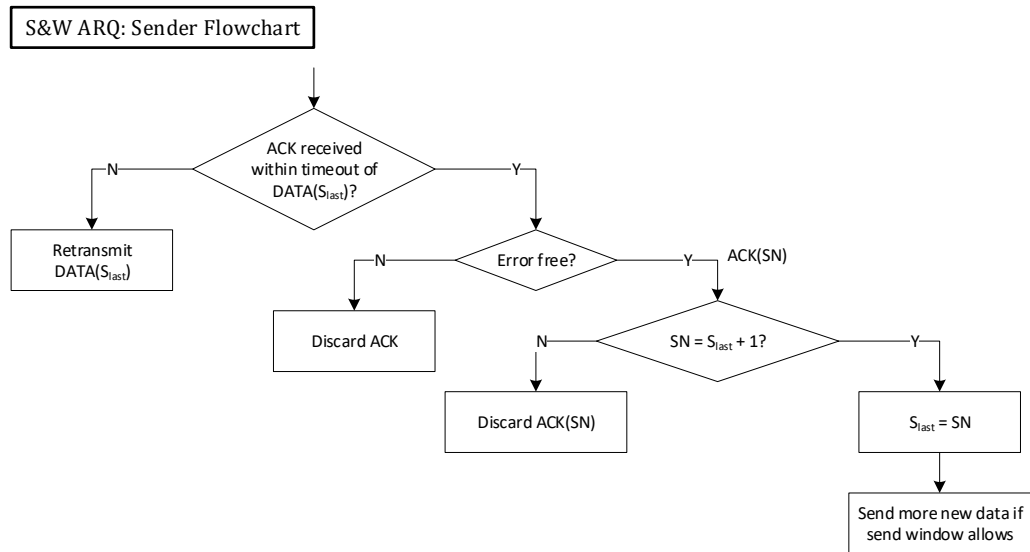 S&W ARQ: Sender Flowchart
ACK received
within timeout of
DATA(Slast)?
N
Y
Retransmit
DATA(Slast)
Error free?
N
Y
ACK(SN)
Discard ACK
SN = Slast + 1?
N
Y
Discard ACK(SN)
Slast = SN
Send more new data if
send window allows